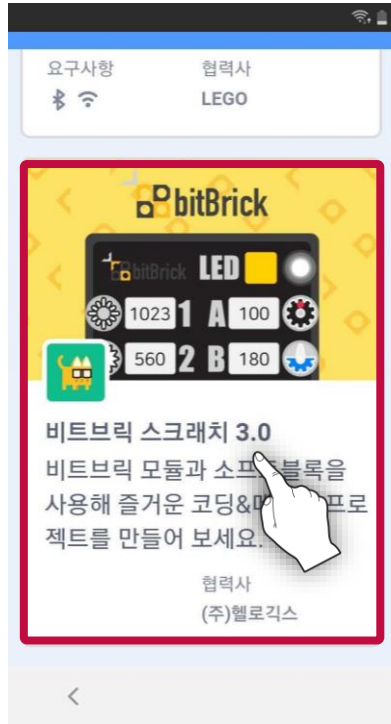 요구사항 협력사
LEGO
bitBrick
bitBrick LED
1023 1 A 100
560 2 B 180
비트브릭 스크래치 3.0
비트브릭 모듈과 소프트블록을
사용해 즐거운 코딩& 프로
젝트를 만들어 보세요.
협력사
(주)헬로긱스